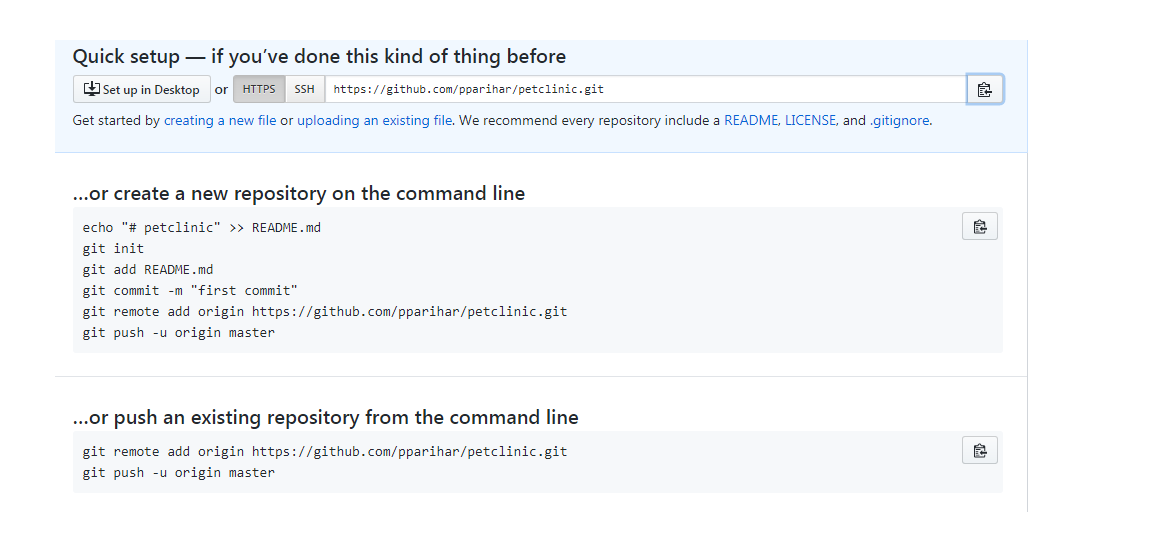 Quick setup — if you’ve done this kind of thing before
Set up in Desktop or HTTPS SSH https://github.com/pparihar/petclinic.git
Get started by creating a new file or uploading an existing file. We recommend every repository include a README, LICENSE, and .gitignore.
…or create a new repository on the command line
echo "# petclinic" >> README.md
git init
git add README.md
git commit -m "first commit"
git remote add origin https://github.com/pparihar/petclinic.git
git push -u origin master
…or push an existing repository from the command line
git remote add origin https://github.com/pparihar/petclinic.git
git push -u origin master